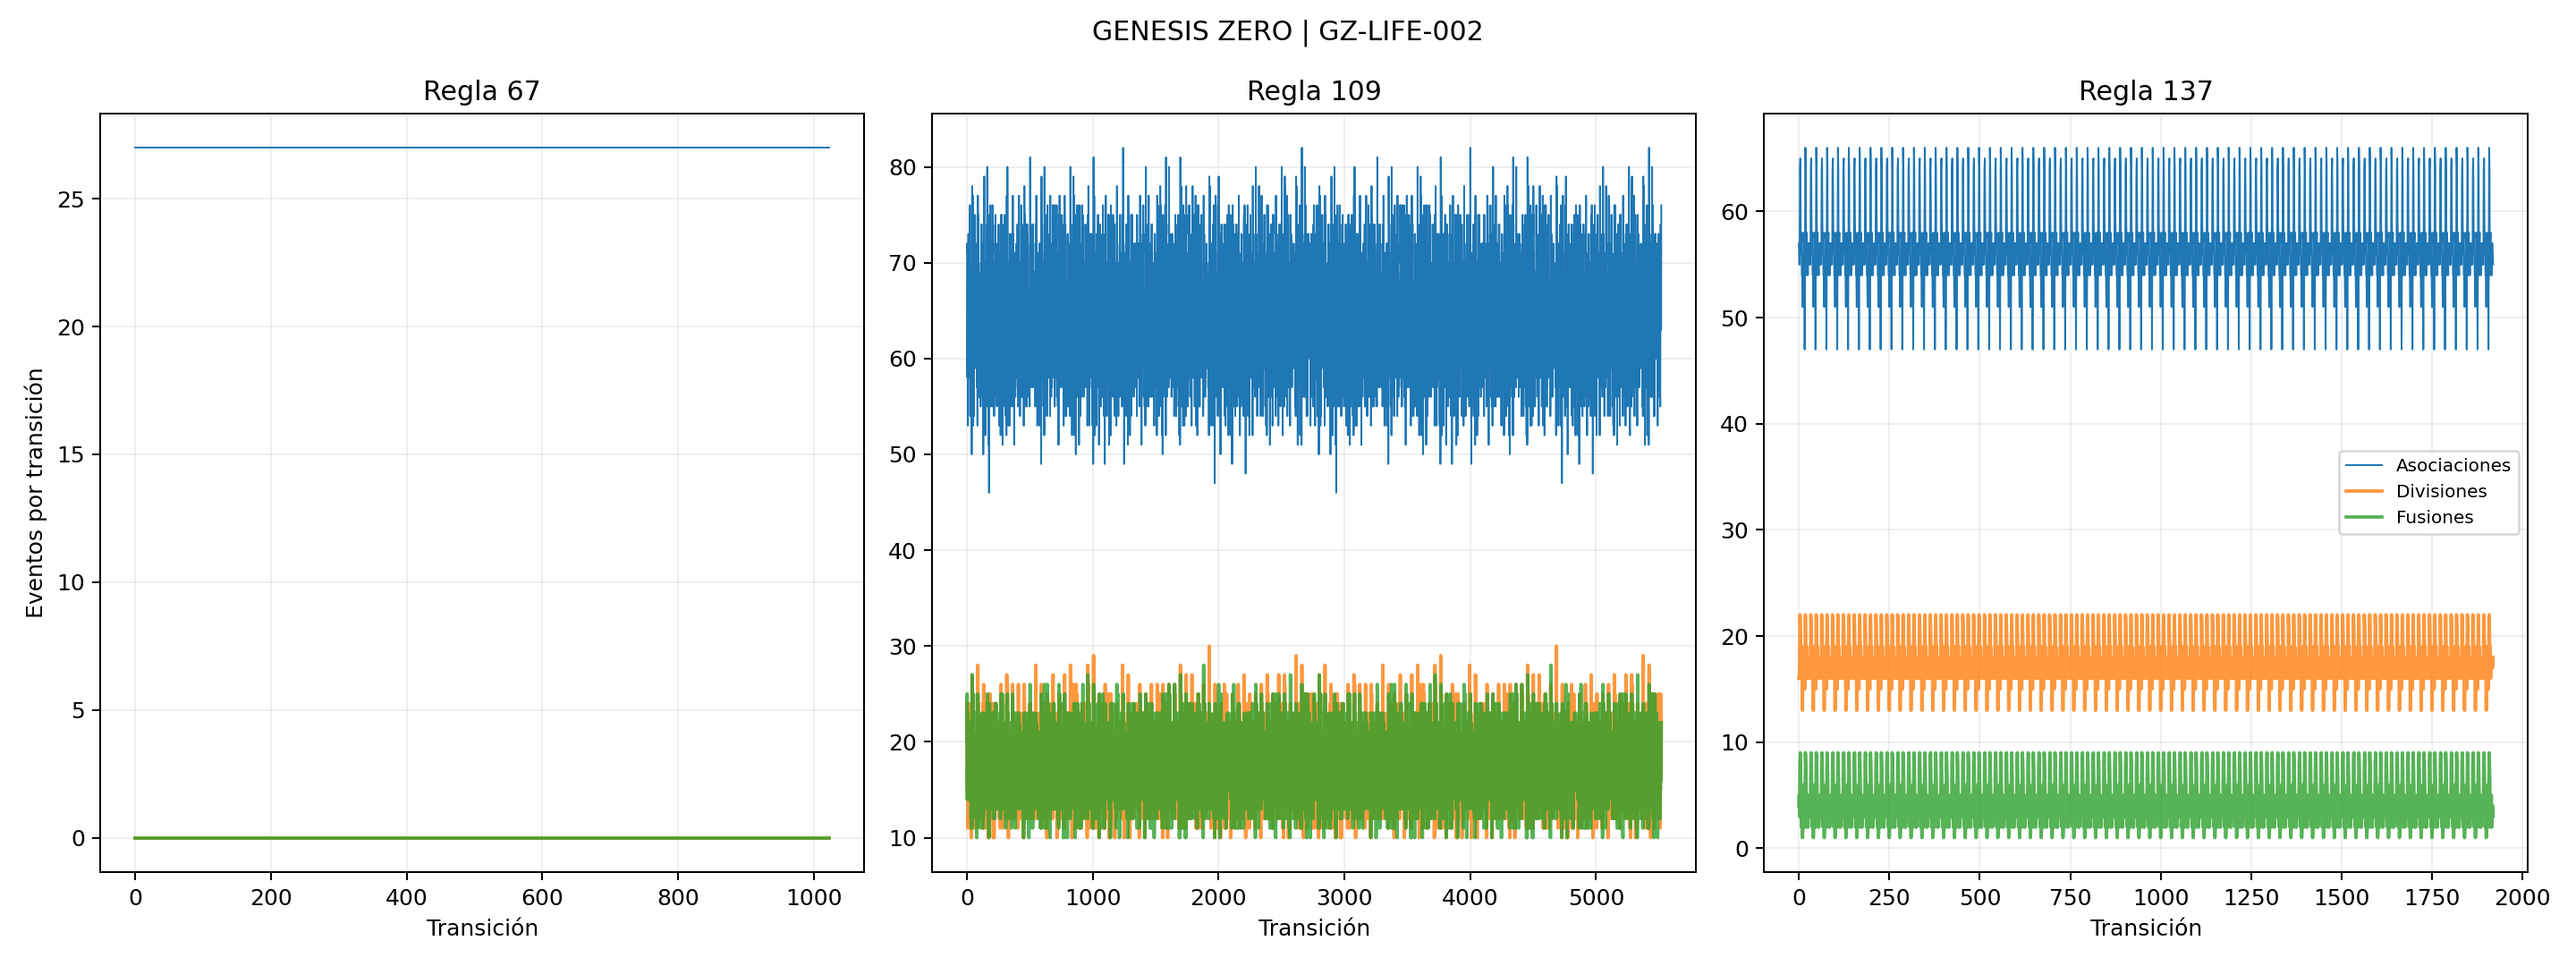 GENESIS ZERO | GZ-LIFE-002
Regla 67
Eventos por transición
25
20
15
10
5
0
0 200 400 600 800 1000
Transición
Regla 109
80
70
60
50
40
30
20
10
0 1000 2000 3000 4000 5000
Transición
Regla 137
60
50
40
30
20
10
0
Asociaciones
Divisiones
Fusiones
0 250 500 750 1000 1250 1500 1750 2000
Transición